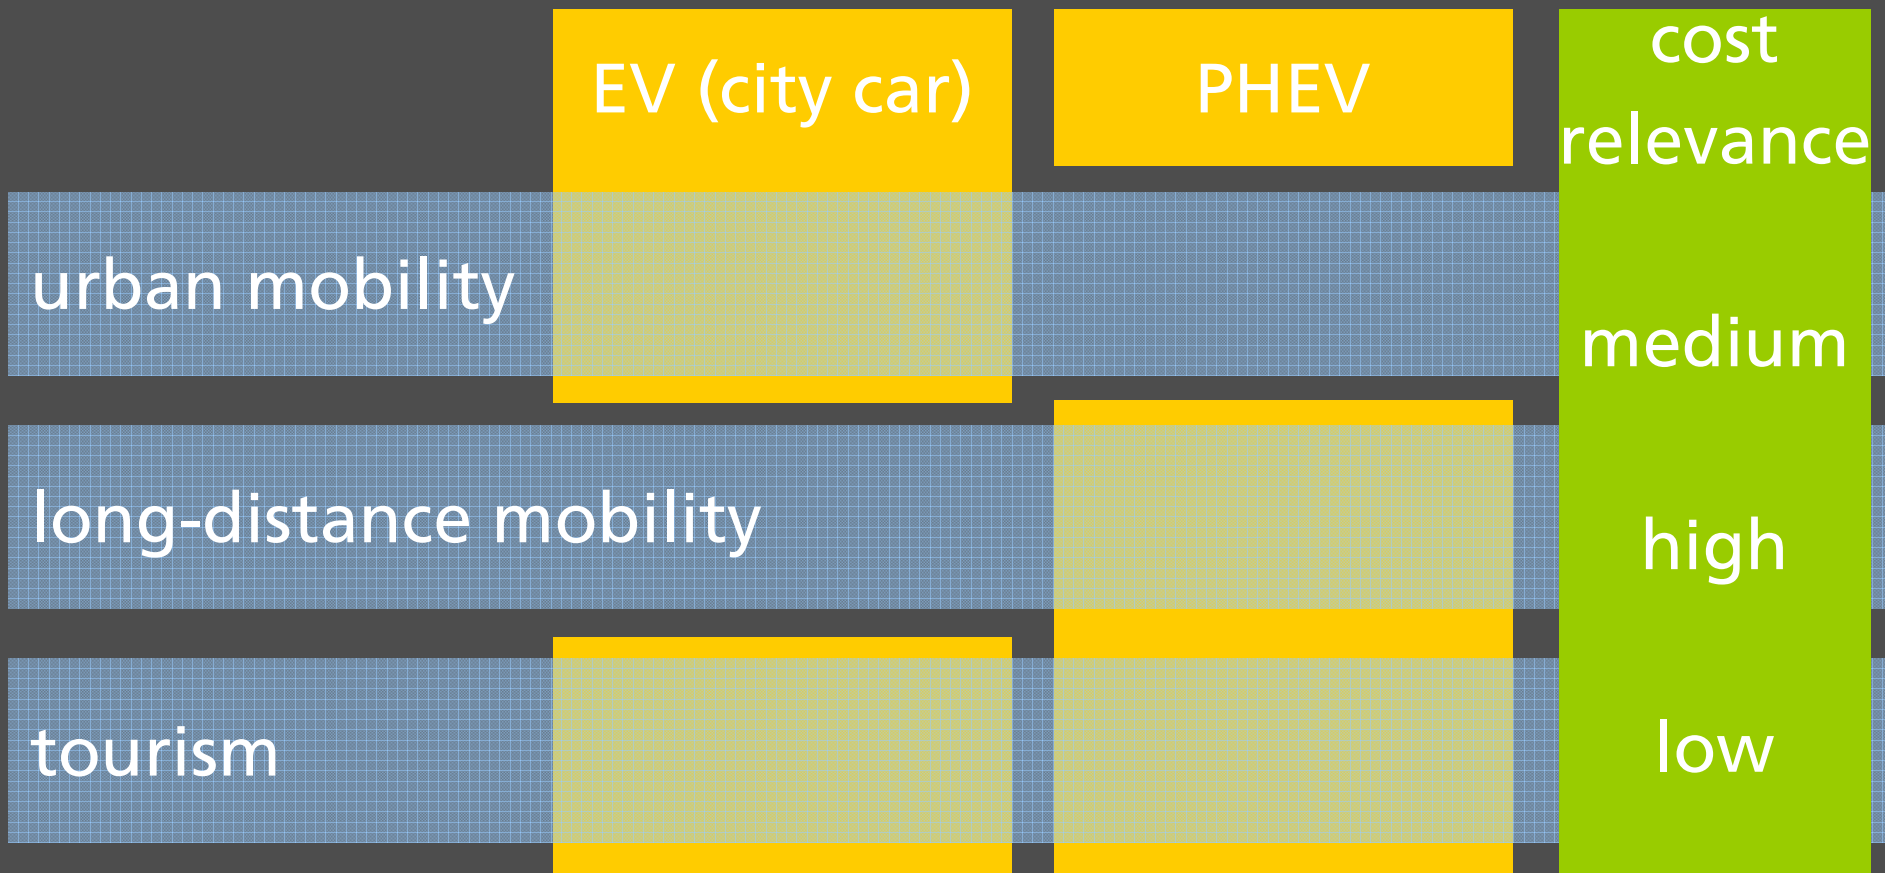 EV (city car)
PHEV
cost
relevance
urban mobility
medium
long-distance mobility
high
tourism
low